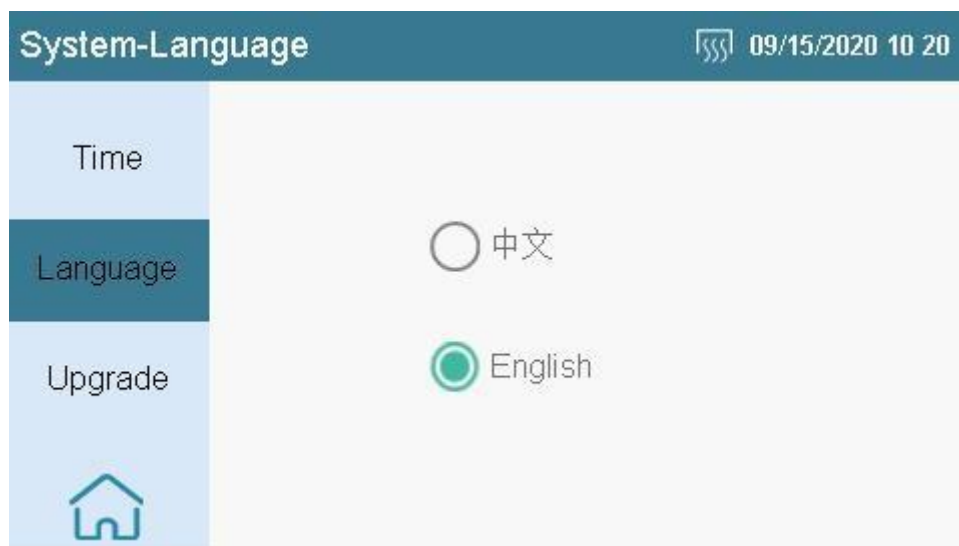 System-Language
09/15/2020 10 20
Time
Language
Upgrade
中文
English